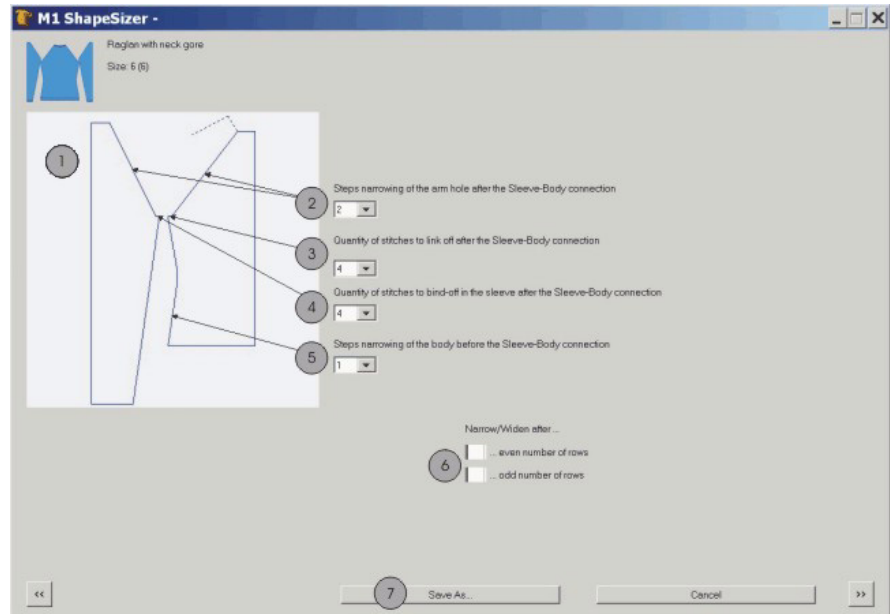 M1 ShapeSizer -
Raglan with neck gore
Size: 6 (6)
1
2
Steps narrowing of the arm hole after the Sleeve-Body connection
2
3
Quantity of stitches to link off after the Sleeve-Body connection
4
4
Quantity of stitches to bind-off in the sleeve after the Sleeve-Body connection
4
5
Steps narrowing of the body before the Sleeve-Body connection
1
Narrow/Widen after ...
6
... even number of rows
... odd number of rows
<<
7
Save As...
Cancel
>>